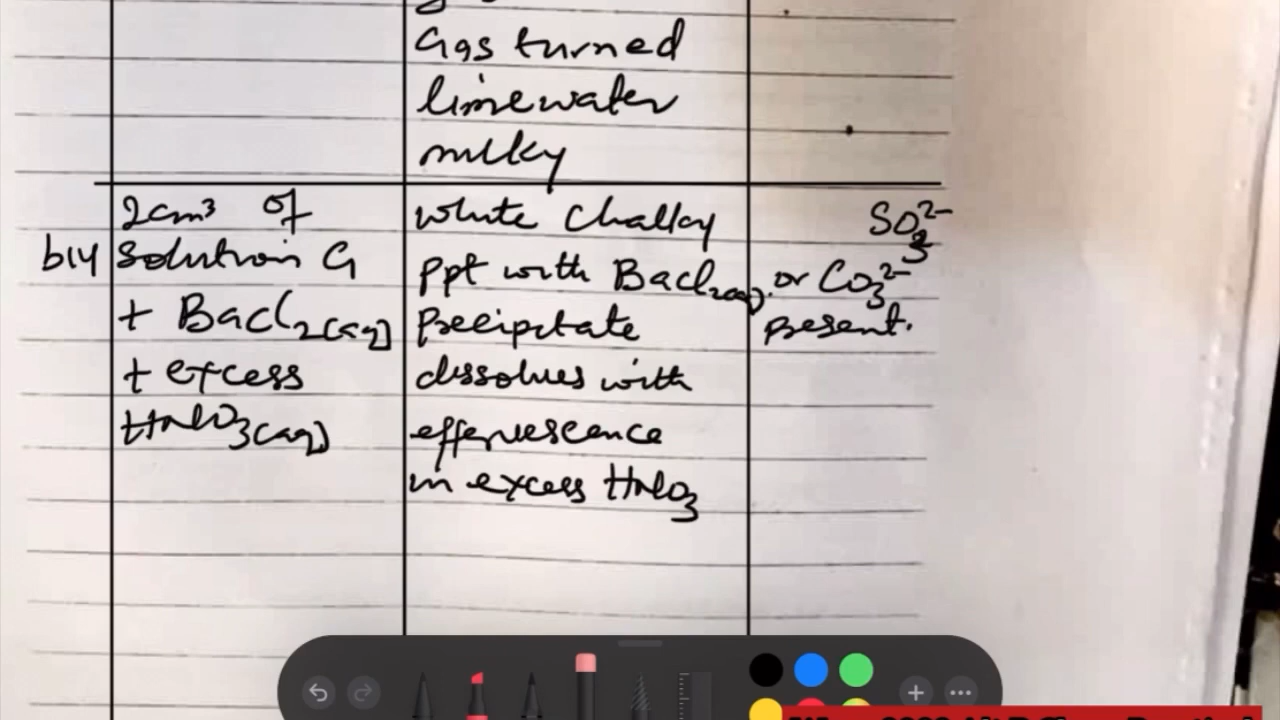 Gas turned
limewater
milky
2cm³ of
white chalky
SO₃²⁻
biy
solution G
ppt with BaCl₂(aq).
or CO₃²⁻
+ BaCl₂(aq)
Precipitate
present.
+ excess
dissolves with
HNO₃(aq)
effervescence
in excess HNO₃